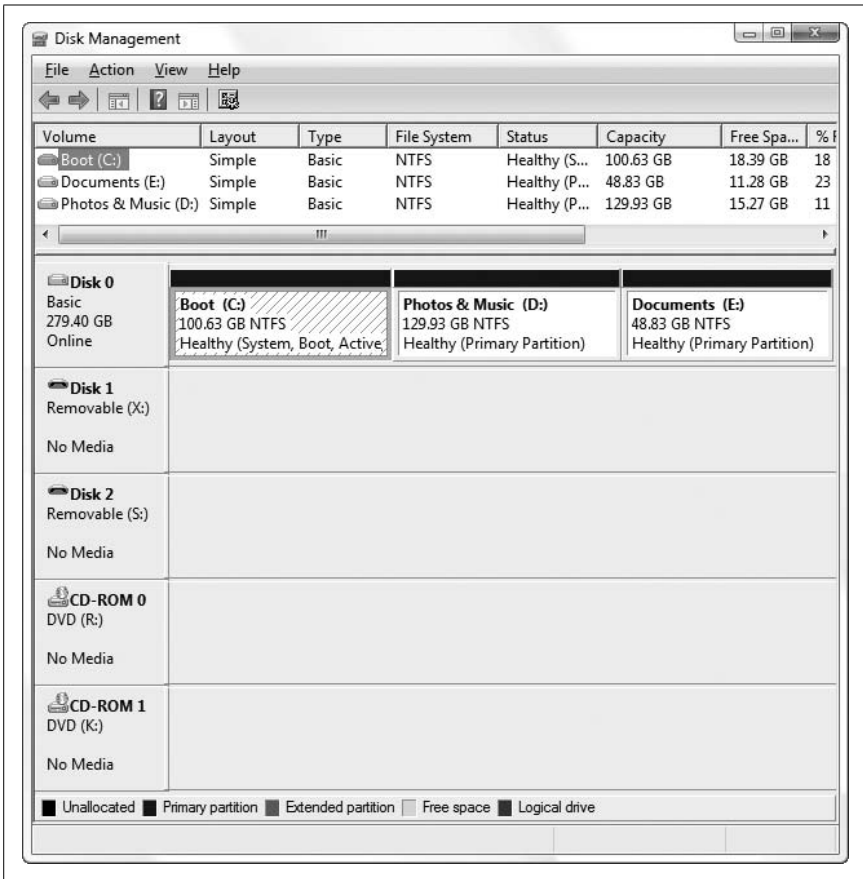 Disk Management
File Action View Help
Volume Layout Type File System Status Capacity Free Spa... % F
Boot (C:) Simple Basic NTFS Healthy (S... 100.63 GB 18.39 GB 18
Documents (E:) Simple Basic NTFS Healthy (P... 48.83 GB 11.28 GB 23
Photos & Music (D:) Simple Basic NTFS Healthy (P... 129.93 GB 15.27 GB 11
Disk 0
Basic
279.40 GB
Online
Boot (C:)
100.63 GB NTFS
Healthy (System, Boot, Active
Photos & Music (D:)
129.93 GB NTFS
Healthy (Primary Partition)
Documents (E:)
48.83 GB NTFS
Healthy (Primary Partition)
Disk 1
Removable (X:)
No Media
Disk 2
Removable (S:)
No Media
CD-ROM 0
DVD (R:)
No Media
CD-ROM 1
DVD (K:)
No Media
Unallocated Primary partition Extended partition Free space Logical drive